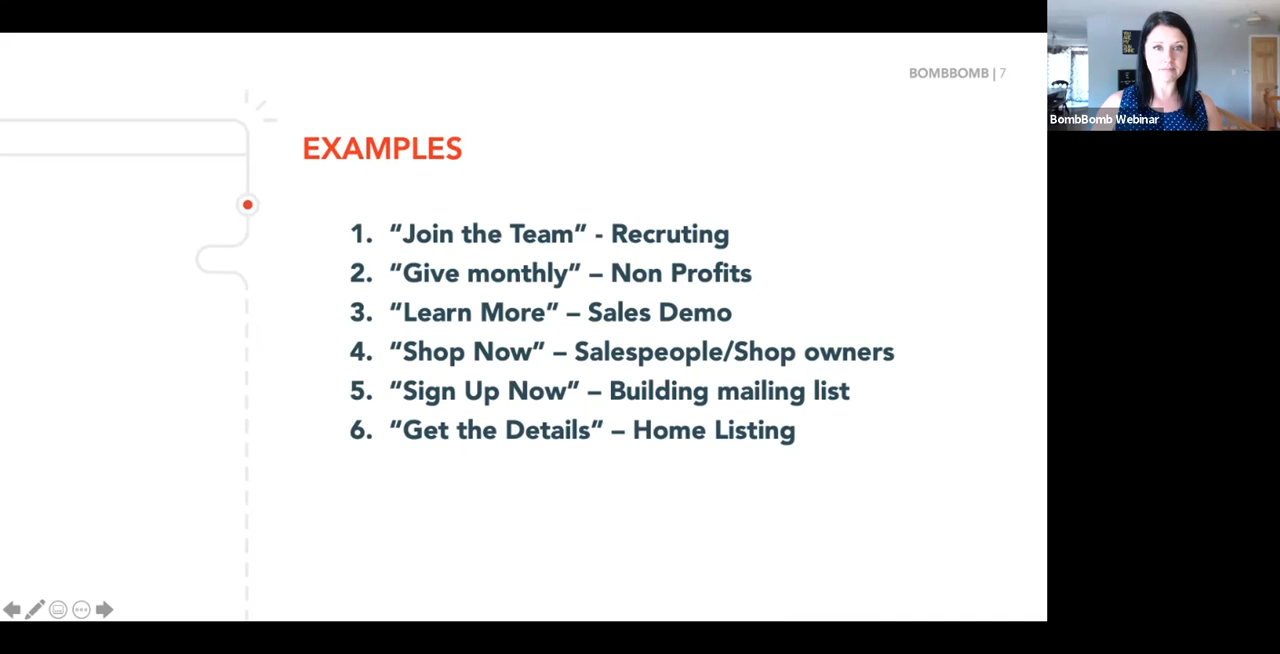 BOMBBOMB | 7
BombBomb Webinar
EXAMPLES
1. “Join the Team” - Recruting
2. “Give monthly” – Non Profits
3. “Learn More” – Sales Demo
4. “Shop Now” – Salespeople/Shop owners
5. “Sign Up Now” – Building mailing list
6. “Get the Details” – Home Listing